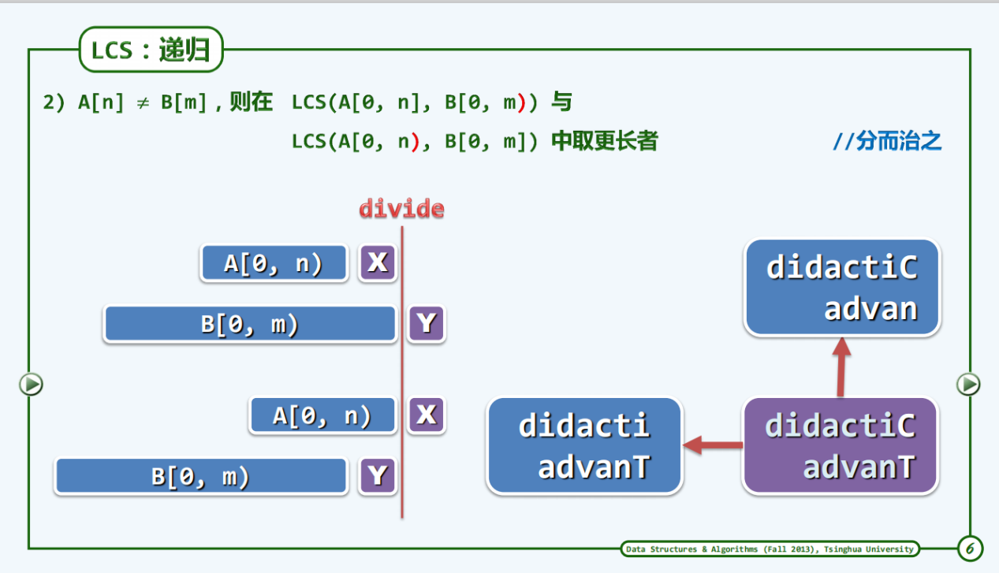 LCS：递归
2) A[n] ≠ B[m]，则在 LCS(A[0, n], B[0, m)) 与
LCS(A[0, n), B[0, m]) 中取更长者 //分而治之
divide
A[0, n) X
B[0, m) Y
A[0, n) X
B[0, m) Y
didactiC
advan
didacti
advanT
didactiC
advanT
Data Structures & Algorithms (Fall 2013), Tsinghua University
6